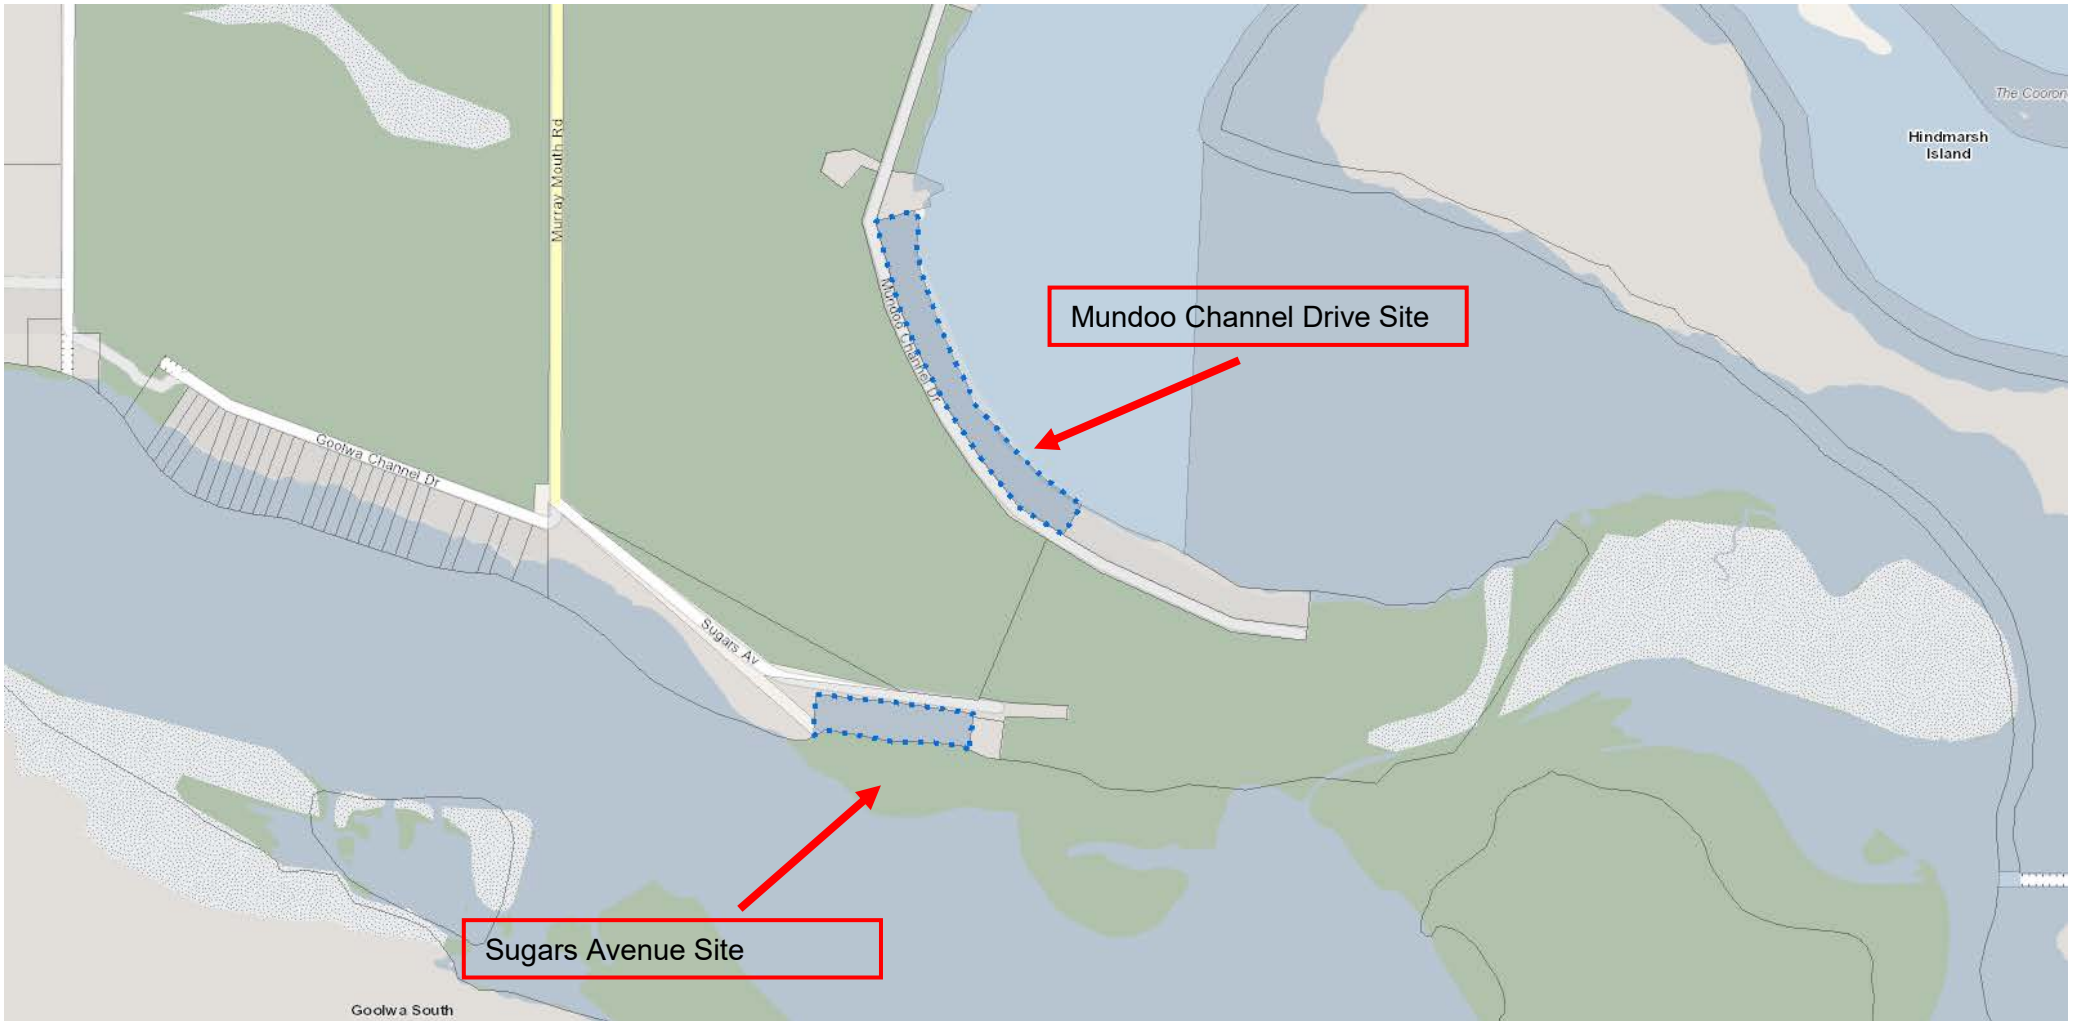 The Cooron
Hindmarsh
Island
Murray Mouth Rd
Mundoo Channel Drive Site
Mundoo Channel Dr
Goolwa Channel Dr
Sugars Av
Sugars Avenue Site
Goolwa South